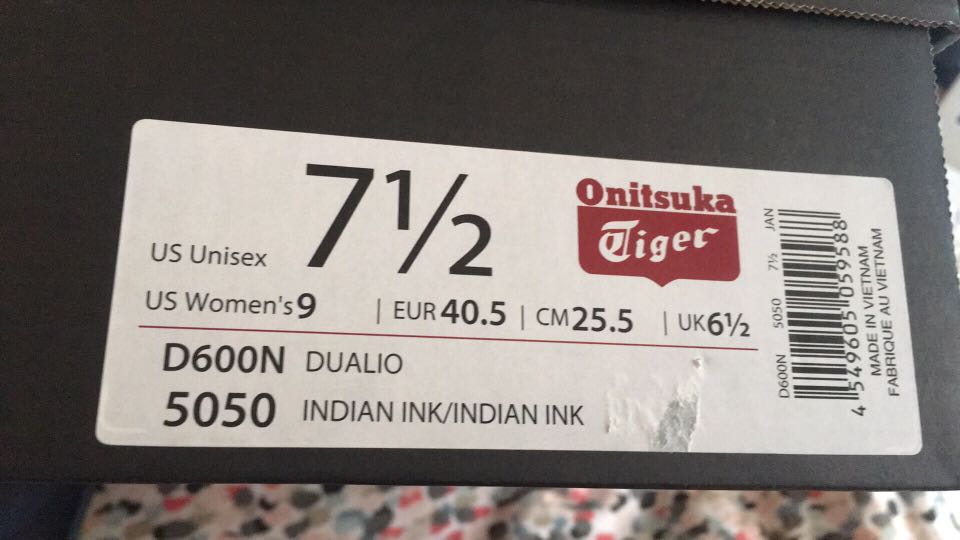 US Unisex 7½
Onitsuka
Tiger
US Women's 9 | EUR 40.5 | CM 25.5 | UK 6½
D600N DUALIO
5050 INDIAN INK/INDIAN INK
D600N 5050 7½ JAN
4 549605 059588
MADE IN VIETNAM
FABRIQUE AU VIETNAM